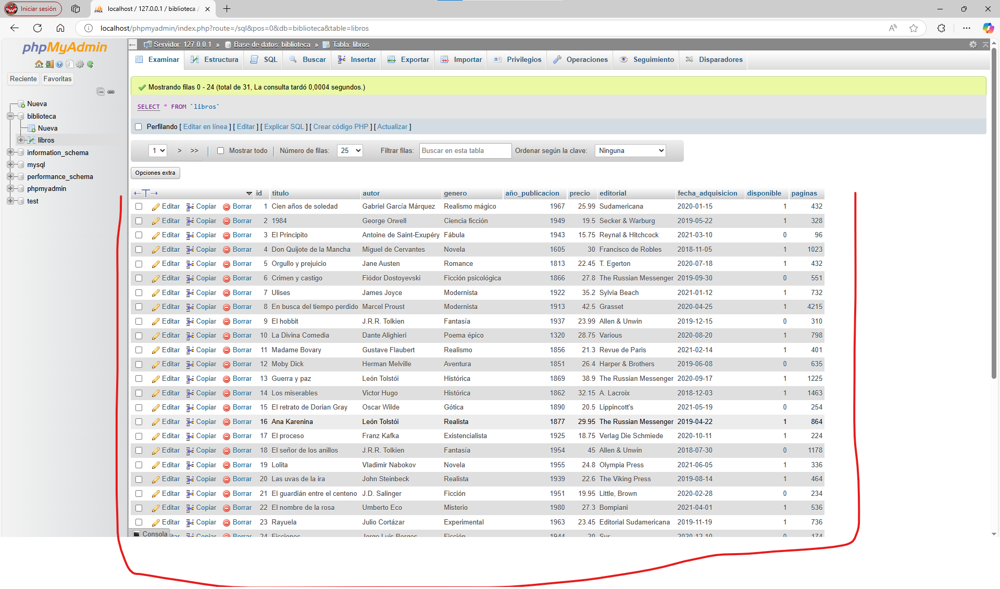 Iniciar sesión
localhost / 127.0.0.1 / biblioteca /
localhost/phpmyadmin/index.php?route=/sql&pos=0&db=biblioteca&table=libros
phpMyAdmin
Reciente Favoritas
Nueva
biblioteca
Nueva
libros
information_schema
mysql
performance_schema
phpmyadmin
test
Servidor: 127.0.0.1 » Base de datos: biblioteca » Tabla: libros
Examinar Estructura SQL Buscar Insertar Exportar Importar Privilegios Operaciones Seguimiento Disparadores
Mostrando filas 0 - 24 (total de 31, La consulta tardó 0,0004 segundos.)
SELECT * FROM `libros`
Perfilando [ Editar en línea ] [ Editar ] [ Explicar SQL ] [ Crear código PHP ] [ Actualizar ]
1 > >> | Mostrar todo | Número de filas: 25 Filtrar filas: Buscar en esta tabla Ordenar según la clave: Ninguna
Opciones extra
←T→ id titulo autor genero año_publicacion precio editorial fecha_adquisicion disponible paginas
Editar Copiar Borrar 1 Cien años de soledad Gabriel García Márquez Realismo mágico 1967 25.99 Sudamericana 2020-01-15 1 432
Editar Copiar Borrar 2 1984 George Orwell Ciencia ficción 1949 19.5 Secker & Warburg 2019-05-22 1 328
Editar Copiar Borrar 3 El Principito Antoine de Saint-Exupéry Fábula 1943 15.75 Reynal & Hitchcock 2021-03-10 0 96
Editar Copiar Borrar 4 Don Quijote de la Mancha Miguel de Cervantes Novela 1605 30 Francisco de Robles 2018-11-05 1 1023
Editar Copiar Borrar 5 Orgullo y prejuicio Jane Austen Romance 1813 22.45 T. Egerton 2020-07-18 1 432
Editar Copiar Borrar 6 Crimen y castigo Fiódor Dostoyevski Ficción psicológica 1866 27.8 The Russian Messenger 2019-09-30 0 551
Editar Copiar Borrar 7 Ulises James Joyce Modernista 1922 35.2 Sylvia Beach 2021-01-12 1 732
Editar Copiar Borrar 8 En busca del tiempo perdido Marcel Proust Modernista 1913 42.5 Grasset 2020-04-25 1 4215
Editar Copiar Borrar 9 El hobbit J.R.R. Tolkien Fantasía 1937 23.99 Allen & Unwin 2019-12-15 0 310
Editar Copiar Borrar 10 La Divina Comedia Dante Alighieri Poema épico 1320 28.75 Various 2020-08-20 1 798
Editar Copiar Borrar 11 Madame Bovary Gustave Flaubert Realismo 1856 21.3 Revue de Paris 2021-02-14 1 401
Editar Copiar Borrar 12 Moby Dick Herman Melville Aventura 1851 26.4 Harper & Brothers 2019-06-08 0 635
Editar Copiar Borrar 13 Guerra y paz León Tolstói Histórica 1869 38.9 The Russian Messenger 2020-09-17 1 1225
Editar Copiar Borrar 14 Los miserables Victor Hugo Histórica 1862 32.15 A. Lacroix 2018-12-03 1 1463
Editar Copiar Borrar 15 El retrato de Dorian Gray Oscar Wilde Gótica 1890 20.5 Lippincott's 2021-05-19 0 254
Editar Copiar Borrar 16 Ana Karenina León Tolstói Realista 1877 29.95 The Russian Messenger 2019-04-22 1 864
Editar Copiar Borrar 17 El proceso Franz Kafka Existencialista 1925 18.75 Verlag Die Schmiede 2020-10-11 1 224
Editar Copiar Borrar 18 El señor de los anillos J.R.R. Tolkien Fantasía 1954 45 Allen & Unwin 2018-07-30 0 1178
Editar Copiar Borrar 19 Lolita Vladimir Nabokov Novela 1955 24.8 Olympia Press 2021-06-05 1 336
Editar Copiar Borrar 20 Las uvas de la ira John Steinbeck Realista 1939 22.6 The Viking Press 2019-08-14 1 464
Editar Copiar Borrar 21 El guardián entre el centeno J.D. Salinger Ficción 1951 19.95 Little, Brown 2020-02-28 0 234
Editar Copiar Borrar 22 El nombre de la rosa Umberto Eco Misterio 1980 27.3 Bompiani 2021-04-01 1 536
Editar Copiar Borrar 23 Rayuela Julio Cortázar Experimental 1963 23.45 Editorial Sudamericana 2019-11-19 1 736
Copiar Borrar 24 Ficciones Jorge Luis Borges Ficción 1944 20 Sur 2020-12-10 0 174
Consola